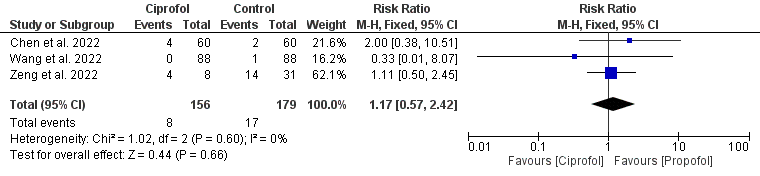 Ciprofol Control Risk Ratio Risk Ratio
Study or Subgroup Events Total Events Total Weight M-H, Fixed, 95% CI M-H, Fixed, 95% CI
Chen et al. 2022 4 60 2 60 21.6% 2.00 [0.38, 10.51]
Wang et al. 2022 0 88 1 88 16.2% 0.33 [0.01, 8.07]
Zeng et al. 2022 4 8 14 31 62.1% 1.11 [0.50, 2.45]
Total (95% CI) 156 179 100.0% 1.17 [0.57, 2.42]
Total events 8 17
Heterogeneity: Chi² = 1.02, df = 2 (P = 0.60); I² = 0%
Test for overall effect: Z = 0.44 (P = 0.66)
0.01 0.1 1 10 100
Favours [Ciprofol] Favours [Propofol]